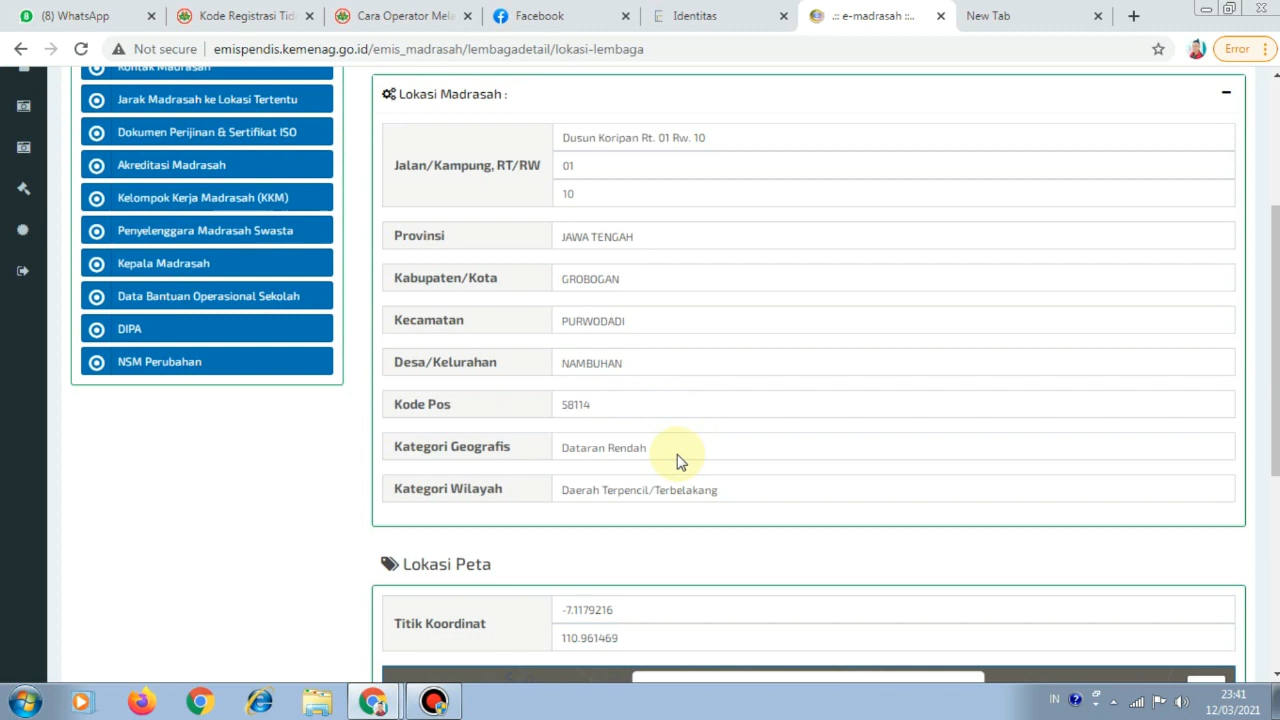 (8) WhatsApp
Kode Registrasi Tida
Cara Operator Mela
Facebook
Identitas
.:: e-madrasah ::..
New Tab
Not secure
emispendis.kemenag.go.id/emis_madrasah/lembagadetail/lokasi-lembaga
Error
Kontak Madrasah
Jarak Madrasah ke Lokasi Tertentu
Dokumen Perijinan & Sertifikat ISO
Akreditasi Madrasah
Kelompok Kerja Madrasah (KKM)
Penyelenggara Madrasah Swasta
Kepala Madrasah
Data Bantuan Operasional Sekolah
DIPA
NSM Perubahan
Lokasi Madrasah :
Jalan/Kampung, RT/RW
Dusun Koripan Rt. 01 Rw. 10
01
10
Provinsi
JAWA TENGAH
Kabupaten/Kota
GROBOGAN
Kecamatan
PURWODADI
Desa/Kelurahan
NAMBUHAN
Kode Pos
58114
Kategori Geografis
Dataran Rendah
Kategori Wilayah
Daerah Terpencil/Terbelakang
Lokasi Peta
Titik Koordinat
-7.1179216
110.961469
IN
23:41
12/03/2021